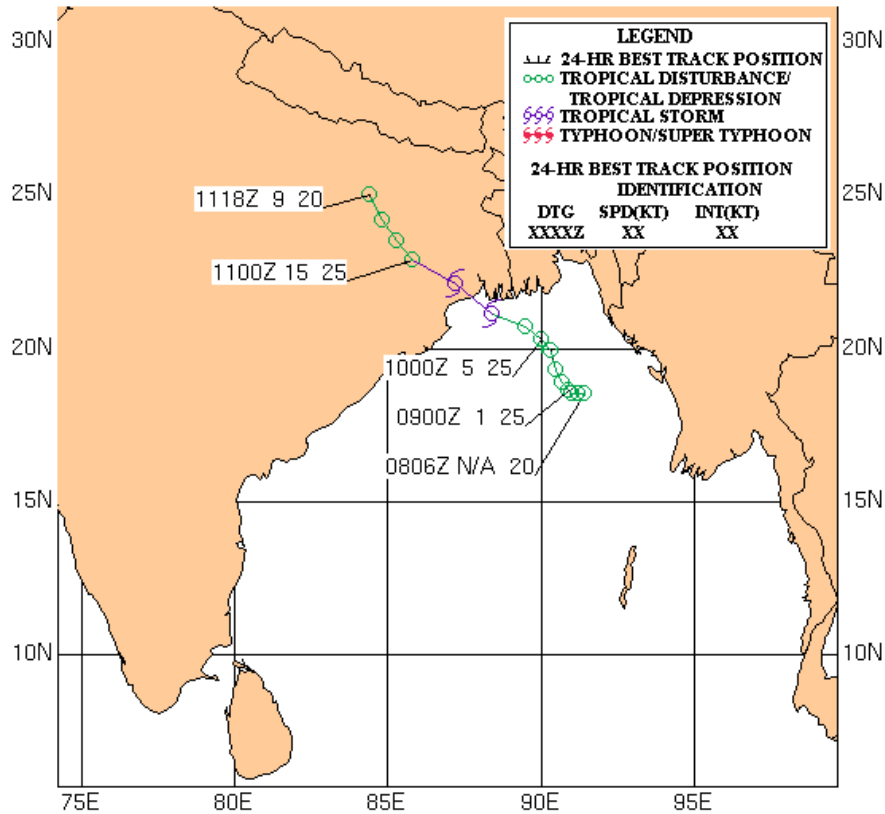 30N
30N
LEGEND
24-HR BEST TRACK POSITION
TROPICAL DISTURBANCE/
TROPICAL DEPRESSION
TROPICAL STORM
TYPHOON/SUPER TYPHOON
24-HR BEST TRACK POSITION
IDENTIFICATION
DTG SPD(KT) INT(KT)
XXXXZ XX XX
25N
25N
1118Z 9 20
1100Z 15 25
20N
20N
1000Z 5 25
0900Z 1 25
0806Z N/A 20
15N
15N
10N
10N
75E 80E 85E 90E 95E